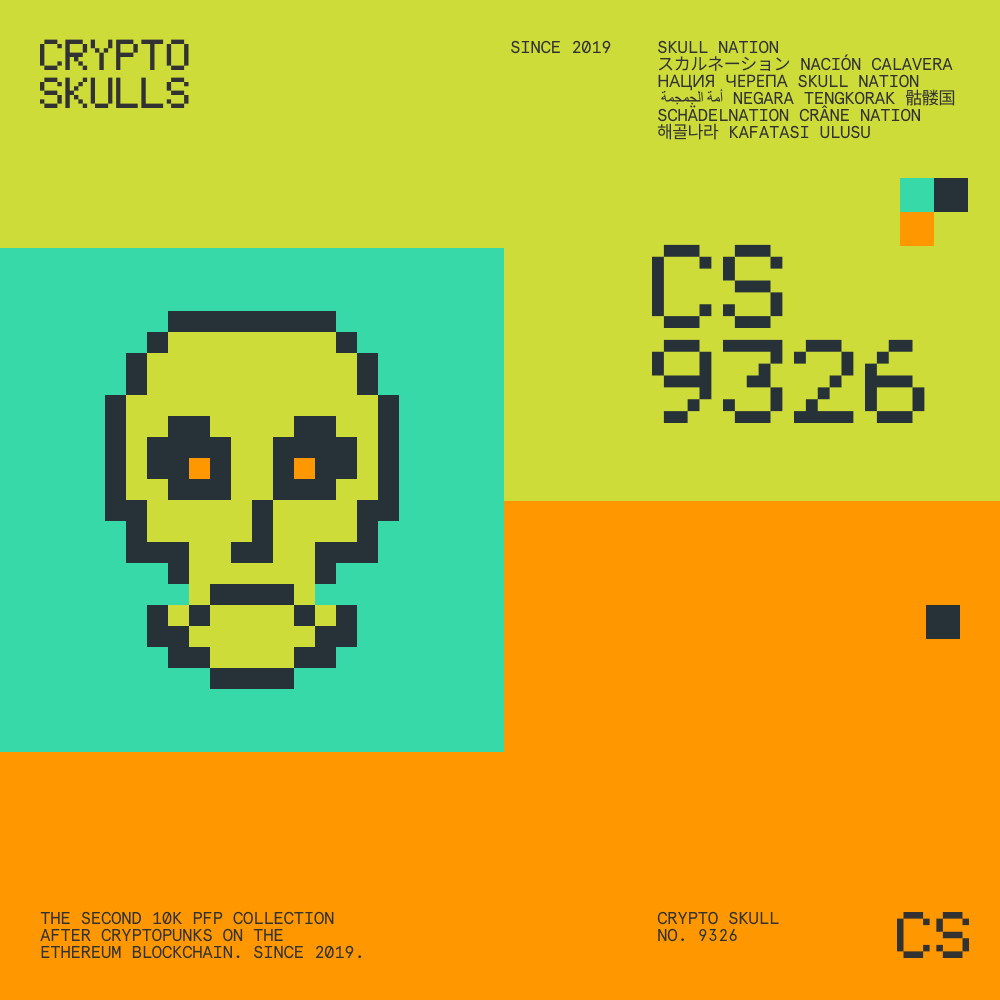 CRYPTO
SKULLS
SINCE 2019
SKULL NATION
スカルネーション NACIÓN CALAVERA
НАЦИЯ ЧЕРЕПА SKULL NATION
أمة الجمجمة NEGARA TENGKORAK 骷髅国
SCHÄDELNATION CRÂNE NATION
해골나라 KAFATASI ULUSU
CS
9326
THE SECOND 10K PFP COLLECTION
AFTER CRYPTOPUNKS ON THE
ETHEREUM BLOCKCHAIN. SINCE 2019.
CRYPTO SKULL
NO. 9326
CS